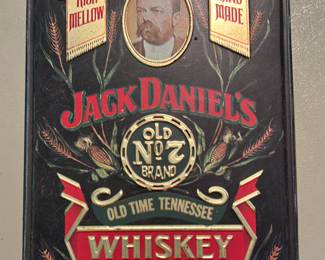 RICH
MELLOW
HAND
MADE
JACK DANIEL'S
OLD
No 7
BRAND
OLD TIME TENNESSEE
WHISKEY